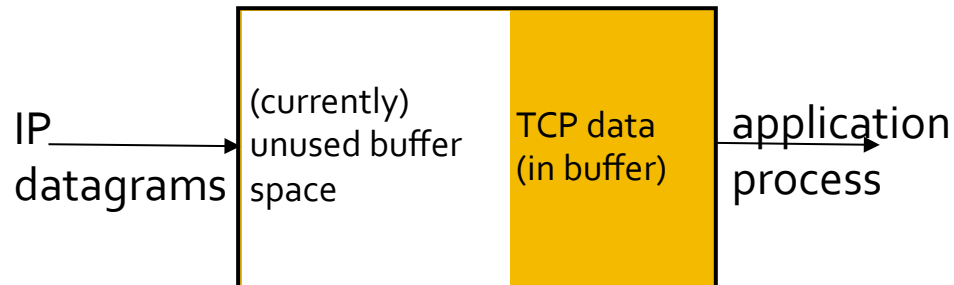 IP
datagrams
(currently)
unused buffer
space
TCP data
(in buffer)
application
process